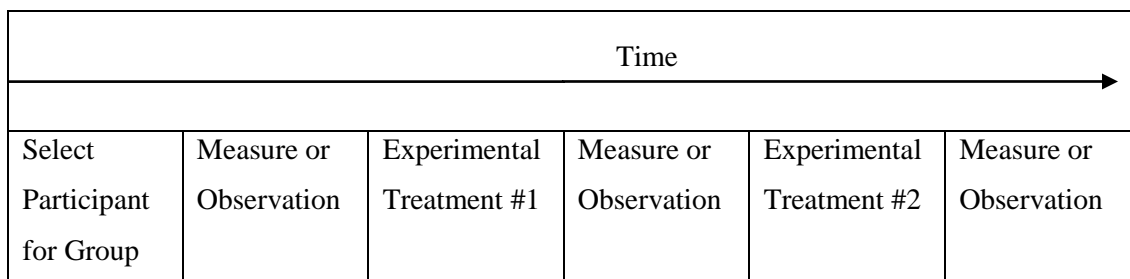 Time
Select Measure or Experimental Measure or Experimental Measure or
Participant Observation Treatment #1 Observation Treatment #2 Observation
for Group